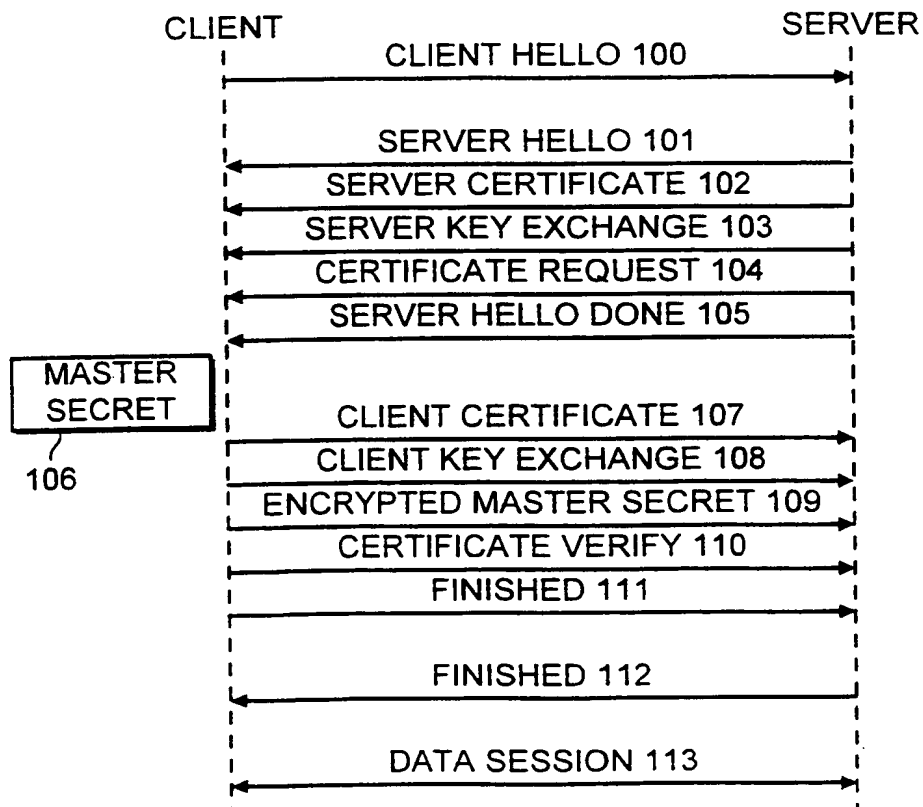 CLIENT
SERVER
CLIENT HELLO 100
SERVER HELLO 101
SERVER CERTIFICATE 102
SERVER KEY EXCHANGE 103
CERTIFICATE REQUEST 104
SERVER HELLO DONE 105
MASTER
SECRET
106
CLIENT CERTIFICATE 107
CLIENT KEY EXCHANGE 108
ENCRYPTED MASTER SECRET 109
CERTIFICATE VERIFY 110
FINISHED 111
FINISHED 112
DATA SESSION 113